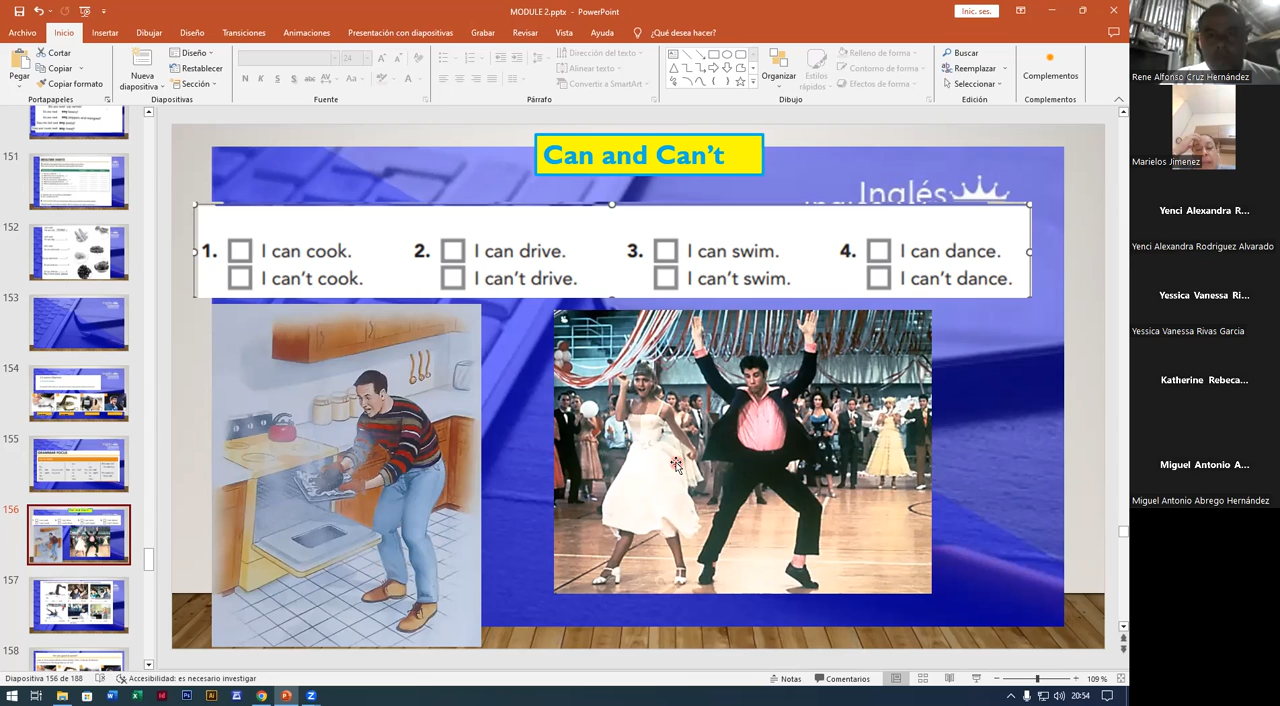 MODULE 2.pptx – PowerPoint
Inic. ses.
Archivo Inicio Insertar Dibujar Diseño Transiciones Animaciones Presentación con diapositivas Grabar Revisar Vista Ayuda ¿Qué desea hacer?
Pegar
Cortar
Copiar
Copiar formato
Portapapeles
Nueva diapositiva
Diseño
Restablecer
Sección
Diapositivas
N K S S abc AV Aa A
Fuente
Dirección del texto
Alinear texto
Convertir a SmartArt
Párrafo
Organizar
Estilos rápidos
Relleno de forma
Contorno de forma
Efectos de forma
Dibujo
Buscar
Reemplazar
Seleccionar
Edición
Complementos
Complementos
151
152
153
154
155
GRAMMAR FOCUS
156
157
158
Can and Can't
Inglés
1. I can cook. 2. I can drive. 3. I can swim. 4. I can dance.
I can't cook. I can't drive. I can't swim. I can't dance.
Rene Alfonso Cruz Hernández
Marielos Jimenez
Yenci Alexandra R...
Yenci Alexandra Rodriguez Alvarado
Yessica Vanessa Ri...
Yessica Vanessa Rivas Garcia
Katherine Rebeca...
Miguel Antonio A...
Miguel Antonio Abrego Hernández
Diapositiva 156 de 188 Accesibilidad: es necesario investigar Notas Comentarios 109 %
20:54